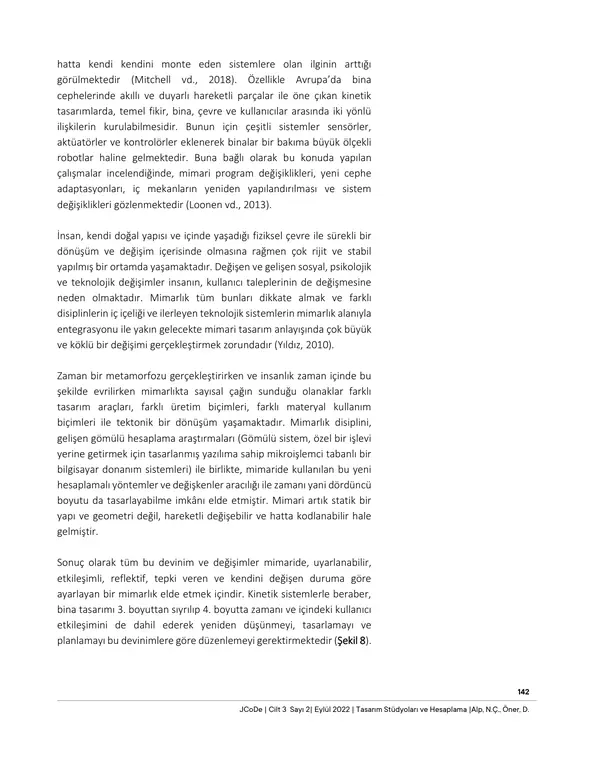 hatta kendi kendini monte eden sistemlere olan ilginin arttığı
görülmektedir (Mitchell vd., 2018). Özellikle Avrupa’da bina
cephelerinde akıllı ve duyarlı hareketli parçalar ile öne çıkan kinetik
tasarımlarda, temel fikir, bina, çevre ve kullanıcılar arasında iki yönlü
ilişkilerin kurulabilmesidir. Bunun için çeşitli sistemler sensörler,
aktüatörler ve kontrolörler eklenerek binalar bir bakıma büyük ölçekli
robotlar haline gelmektedir. Buna bağlı olarak bu konuda yapılan
çalışmalar incelendiğinde, mimari program değişiklikleri, yeni cephe
adaptasyonları, iç mekanların yeniden yapılandırılması ve sistem
değişiklikleri gözlenmektedir (Loonen vd., 2013).
İnsan, kendi doğal yapısı ve içinde yaşadığı fiziksel çevre ile sürekli bir
dönüşüm ve değişim içerisinde olmasına rağmen çok rijit ve stabil
yapılmış bir ortamda yaşamaktadır. Değişen ve gelişen sosyal, psikolojik
ve teknolojik değişimler insanın, kullanıcı taleplerinin de değişmesine
neden olmaktadır. Mimarlık tüm bunları dikkate almak ve farklı
disiplinlerin iç içeliği ve ilerleyen teknolojik sistemlerin mimarlık alanıyla
entegrasyonu ile yakın gelecekte mimari tasarım anlayışında çok büyük
ve köklü bir değişimi gerçekleştirmek zorundadır (Yıldız, 2010).
Zaman bir metamorfozu gerçekleştirirken ve insanlık zaman içinde bu
şekilde evrilirken mimarlıkta sayısal çağın sunduğu olanaklar farklı
tasarım araçları, farklı üretim biçimleri, farklı materyal kullanım
biçimleri ile tektonik bir dönüşüm yaşamaktadır. Mimarlık disiplini,
gelişen gömülü hesaplama araştırmaları (Gömülü sistem, özel bir işlevi
yerine getirmek için tasarlanmış yazılıma sahip mikroişlemci tabanlı bir
bilgisayar donanım sistemleri) ile birlikte, mimaride kullanılan bu yeni
hesaplamalı yöntemler ve değişkenler aracılığı ile zamanı yani dördüncü
boyutu da tasarlayabilme imkânı elde etmiştir. Mimari artık statik bir
yapı ve geometri değil, hareketli değişebilir ve hatta kodlanabilir hale
gelmiştir.
Sonuç olarak tüm bu devinim ve değişimler mimaride, uyarlanabilir,
etkileşimli, reflektif, tepki veren ve kendini değişen duruma göre
ayarlayan bir mimarlık elde etmek içindir. Kinetik sistemlerle beraber,
bina tasarımı 3. boyuttan sıyrılıp 4. boyutta zamanı ve içindeki kullanıcı
etkileşimini de dahil ederek yeniden düşünmeyi, tasarlamayı ve
planlamayı bu devinimlere göre düzenlemeyi gerektirmektedir (Şekil 8).
142
JCoDe | Cilt 3 Sayı 2| Eylül 2022 | Tasarım Stüdyoları ve Hesaplama |Alp, N.Ç., Öner, D.